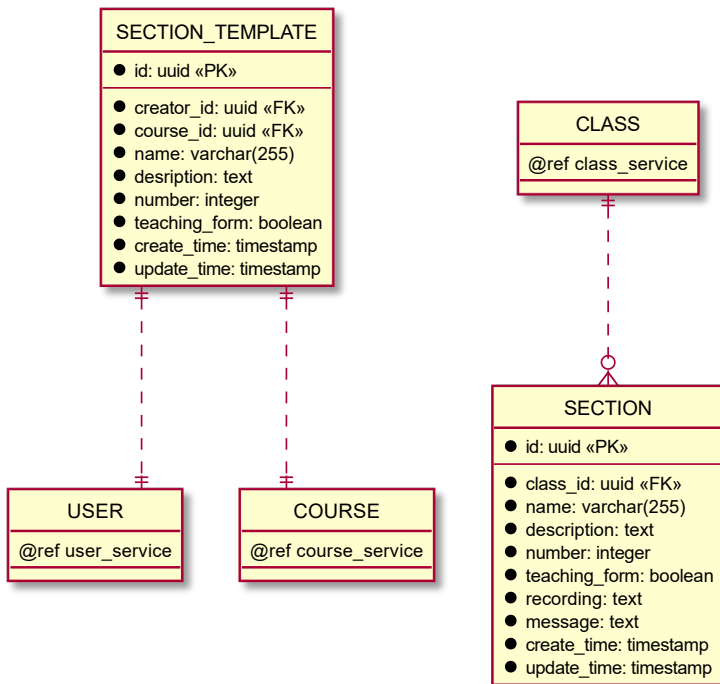 SECTION_TEMPLATE
id: uuid «PK»
creator_id: uuid «FK»
course_id: uuid «FK»
name: varchar(255)
desription: text
number: integer
teaching_form: boolean
create_time: timestamp
update_time: timestamp
CLASS
@ref class_service
USER
@ref user_service
COURSE
@ref course_service
SECTION
id: uuid «PK»
class_id: uuid «FK»
name: varchar(255)
description: text
number: integer
teaching_form: boolean
recording: text
message: text
create_time: timestamp
update_time: timestamp